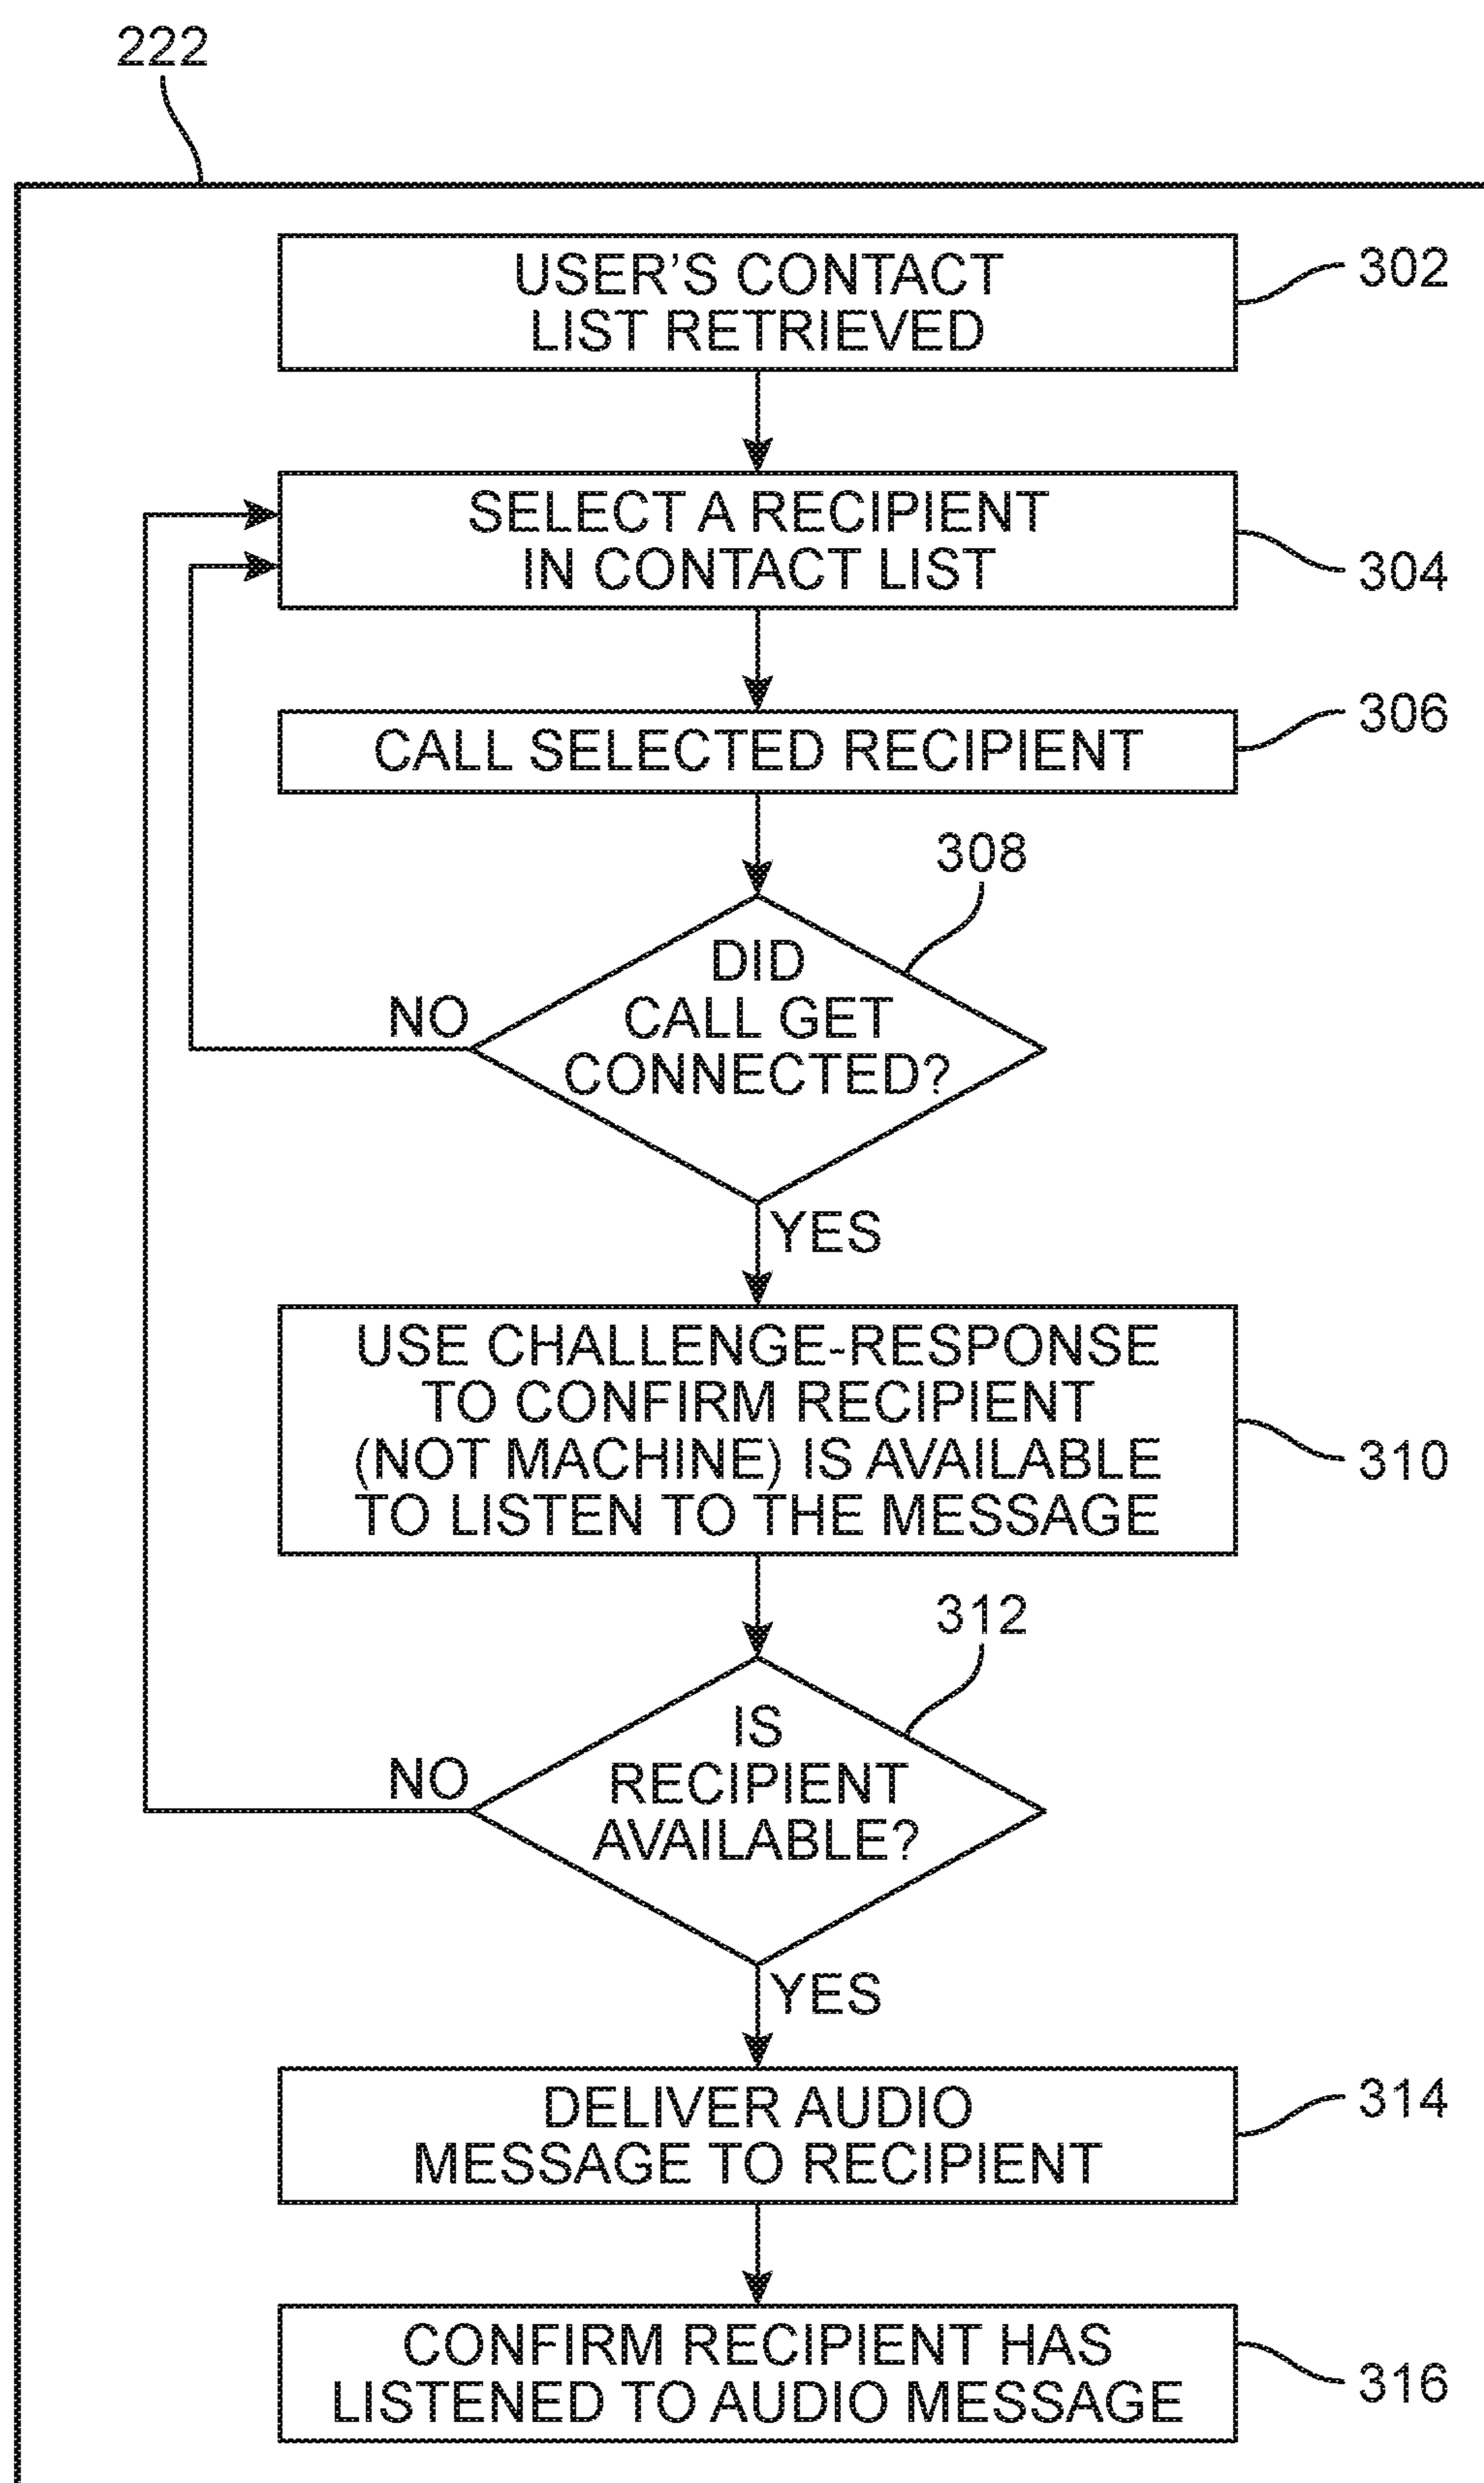 222
USER'S CONTACT
LIST RETRIEVED
302
SELECT A RECIPIENT
IN CONTACT LIST
304
CALL SELECTED RECIPIENT
306
308
DID
CALL GET
CONNECTED?
NO
YES
USE CHALLENGE-RESPONSE
TO CONFIRM RECIPIENT
(NOT MACHINE) IS AVAILABLE
TO LISTEN TO THE MESSAGE
310
312
IS
RECIPIENT
AVAILABLE?
NO
YES
DELIVER AUDIO
MESSAGE TO RECIPIENT
314
CONFIRM RECIPIENT HAS
LISTENED TO AUDIO MESSAGE
316